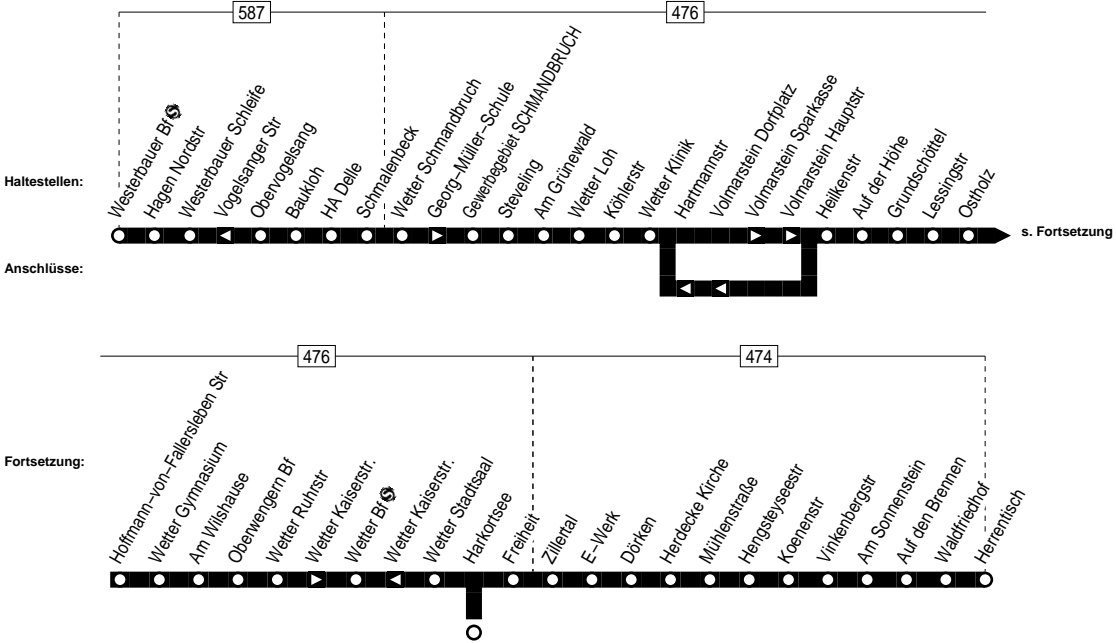 587
476
Haltestellen:
Westerbauer Bf S
Hagen Nordstr
Westerbauer Schleife
Vogelsanger Str
Obervogelsang
Baukloh
HA Delle
Schmalenbeck
Wetter Schmandbruch
Georg-Müller-Schule
Gewerbegebiet SCHMANDBRUCH
Steveling
Am Grünewald
Wetter Loh
Köhlerstr
Wetter Klinik
Hartmannstr
Volmarstein Dorfplatz
Volmarstein Sparkasse
Volmarstein Hauptstr
Heilkenstr
Auf der Höhe
Grundschöttel
Lessingstr
Ostholz
s. Fortsetzung
Anschlüsse:
476
474
Fortsetzung:
Hoffmann-von-Fallersleben Str
Wetter Gymnasium
Am Wilshause
Oberwengern Bf
Wetter Ruhrstr
Wetter Kaiserstr.
Wetter Bf S
Wetter Kaiserstr.
Wetter Stadtsaal
Harkortsee
Freiheit
Zillertal
E-Werk
Dörken
Herdecke Kirche
Mühlenstraße
Hengsteyseestr
Koenenstr
Vinkenbergstr
Am Sonnenstein
Auf den Brennen
Waldfriedhof
Herrentisch